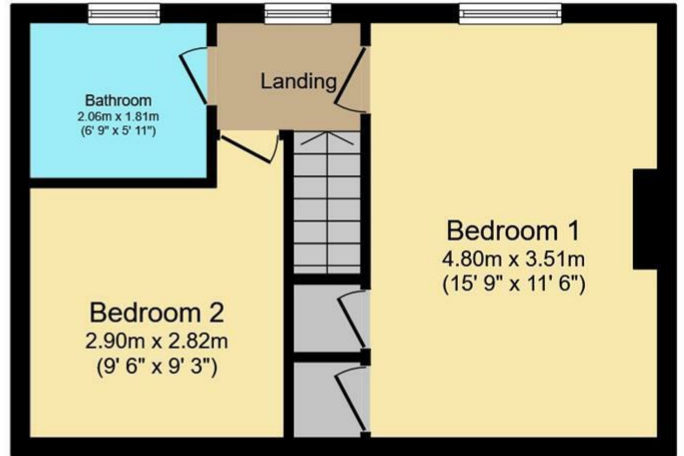 Bathroom
2.06m x 1.81m
(6' 9" x 5' 11")
Landing
Bedroom 1
4.80m x 3.51m
(15' 9" x 11' 6")
Bedroom 2
2.90m x 2.82m
(9' 6" x 9' 3")